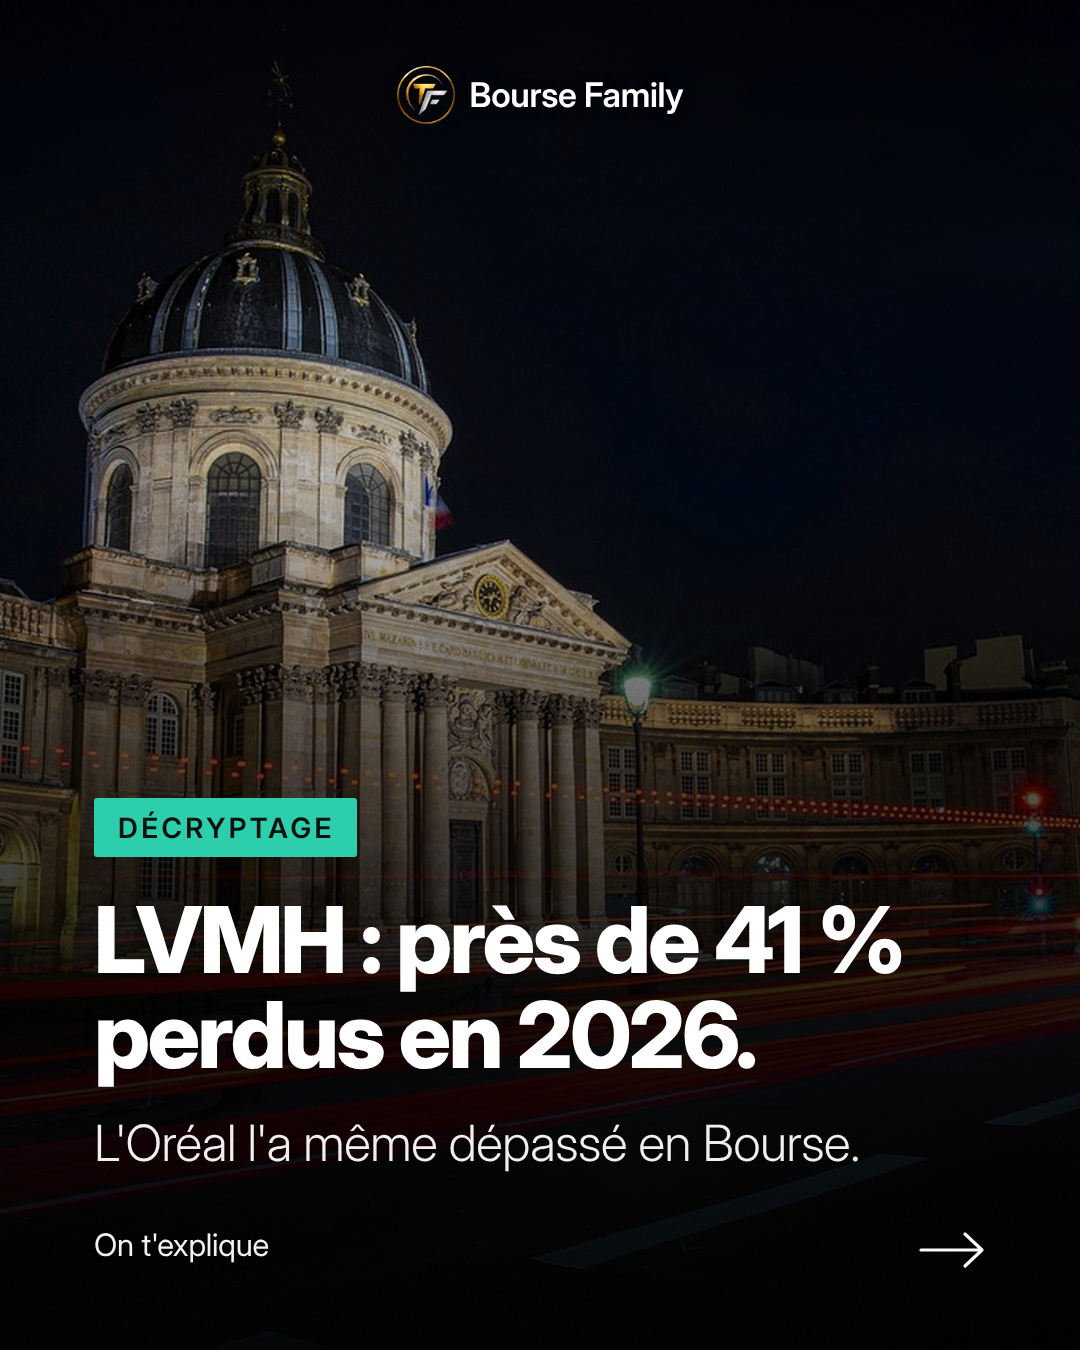 Bourse Family
DÉCRYPTAGE
LVMH : près de 41 %
perdus en 2026.
L'Oréal l'a même dépassé en Bourse.
On t'explique